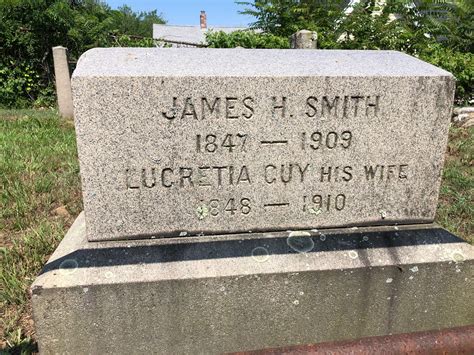 JAMES H. SMITH
1847 — 1909
LUCRETIA GUY HIS WIFE
1848 — 1910